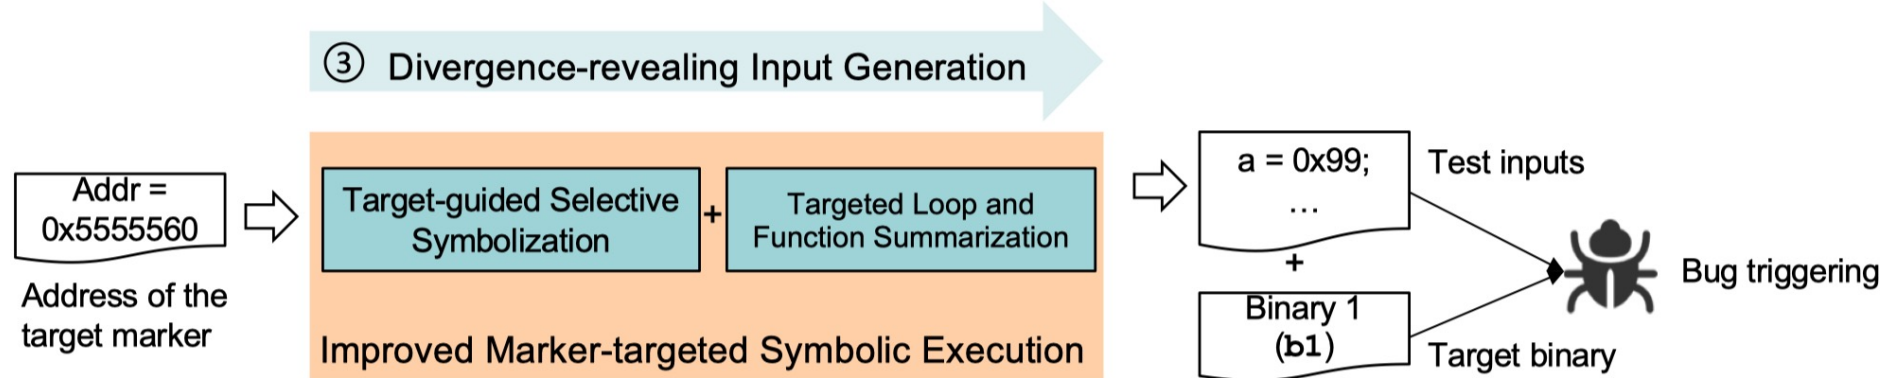 ③ Divergence-revealing Input Generation
Addr =
0x5555560
Address of the
target marker
Target-guided Selective
Symbolization
+
Targeted Loop and
Function Summarization
Improved Marker-targeted Symbolic Execution
a = 0x99;
...
Test inputs
+
Binary 1
(b1)
Target binary
Bug triggering